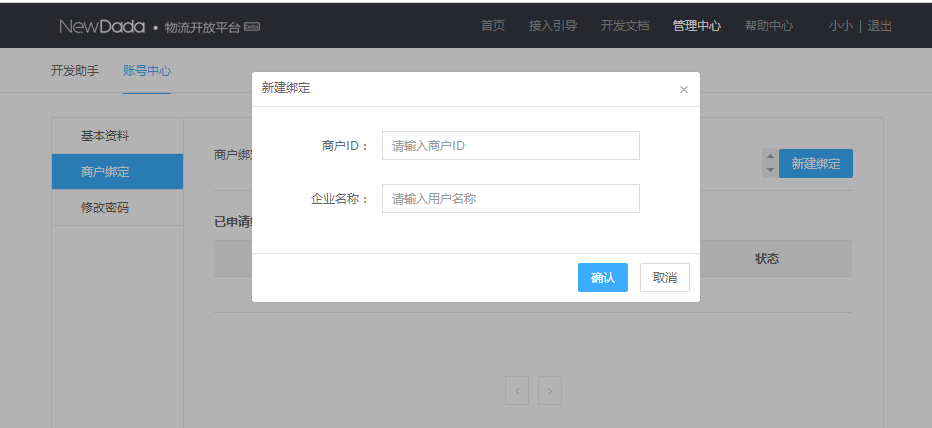 NewDada • 物流开放平台 Beta
首页 接入引导 开发文档 管理中心 帮助中心 小小 | 退出
开发助手 账号中心
新建绑定 ×
基本资料
商户ID： 请输入商户ID
商户绑
新建绑定
商户绑定
企业名称： 请输入用户名称
修改密码
已申请
状态
确认 取消
‹ ›